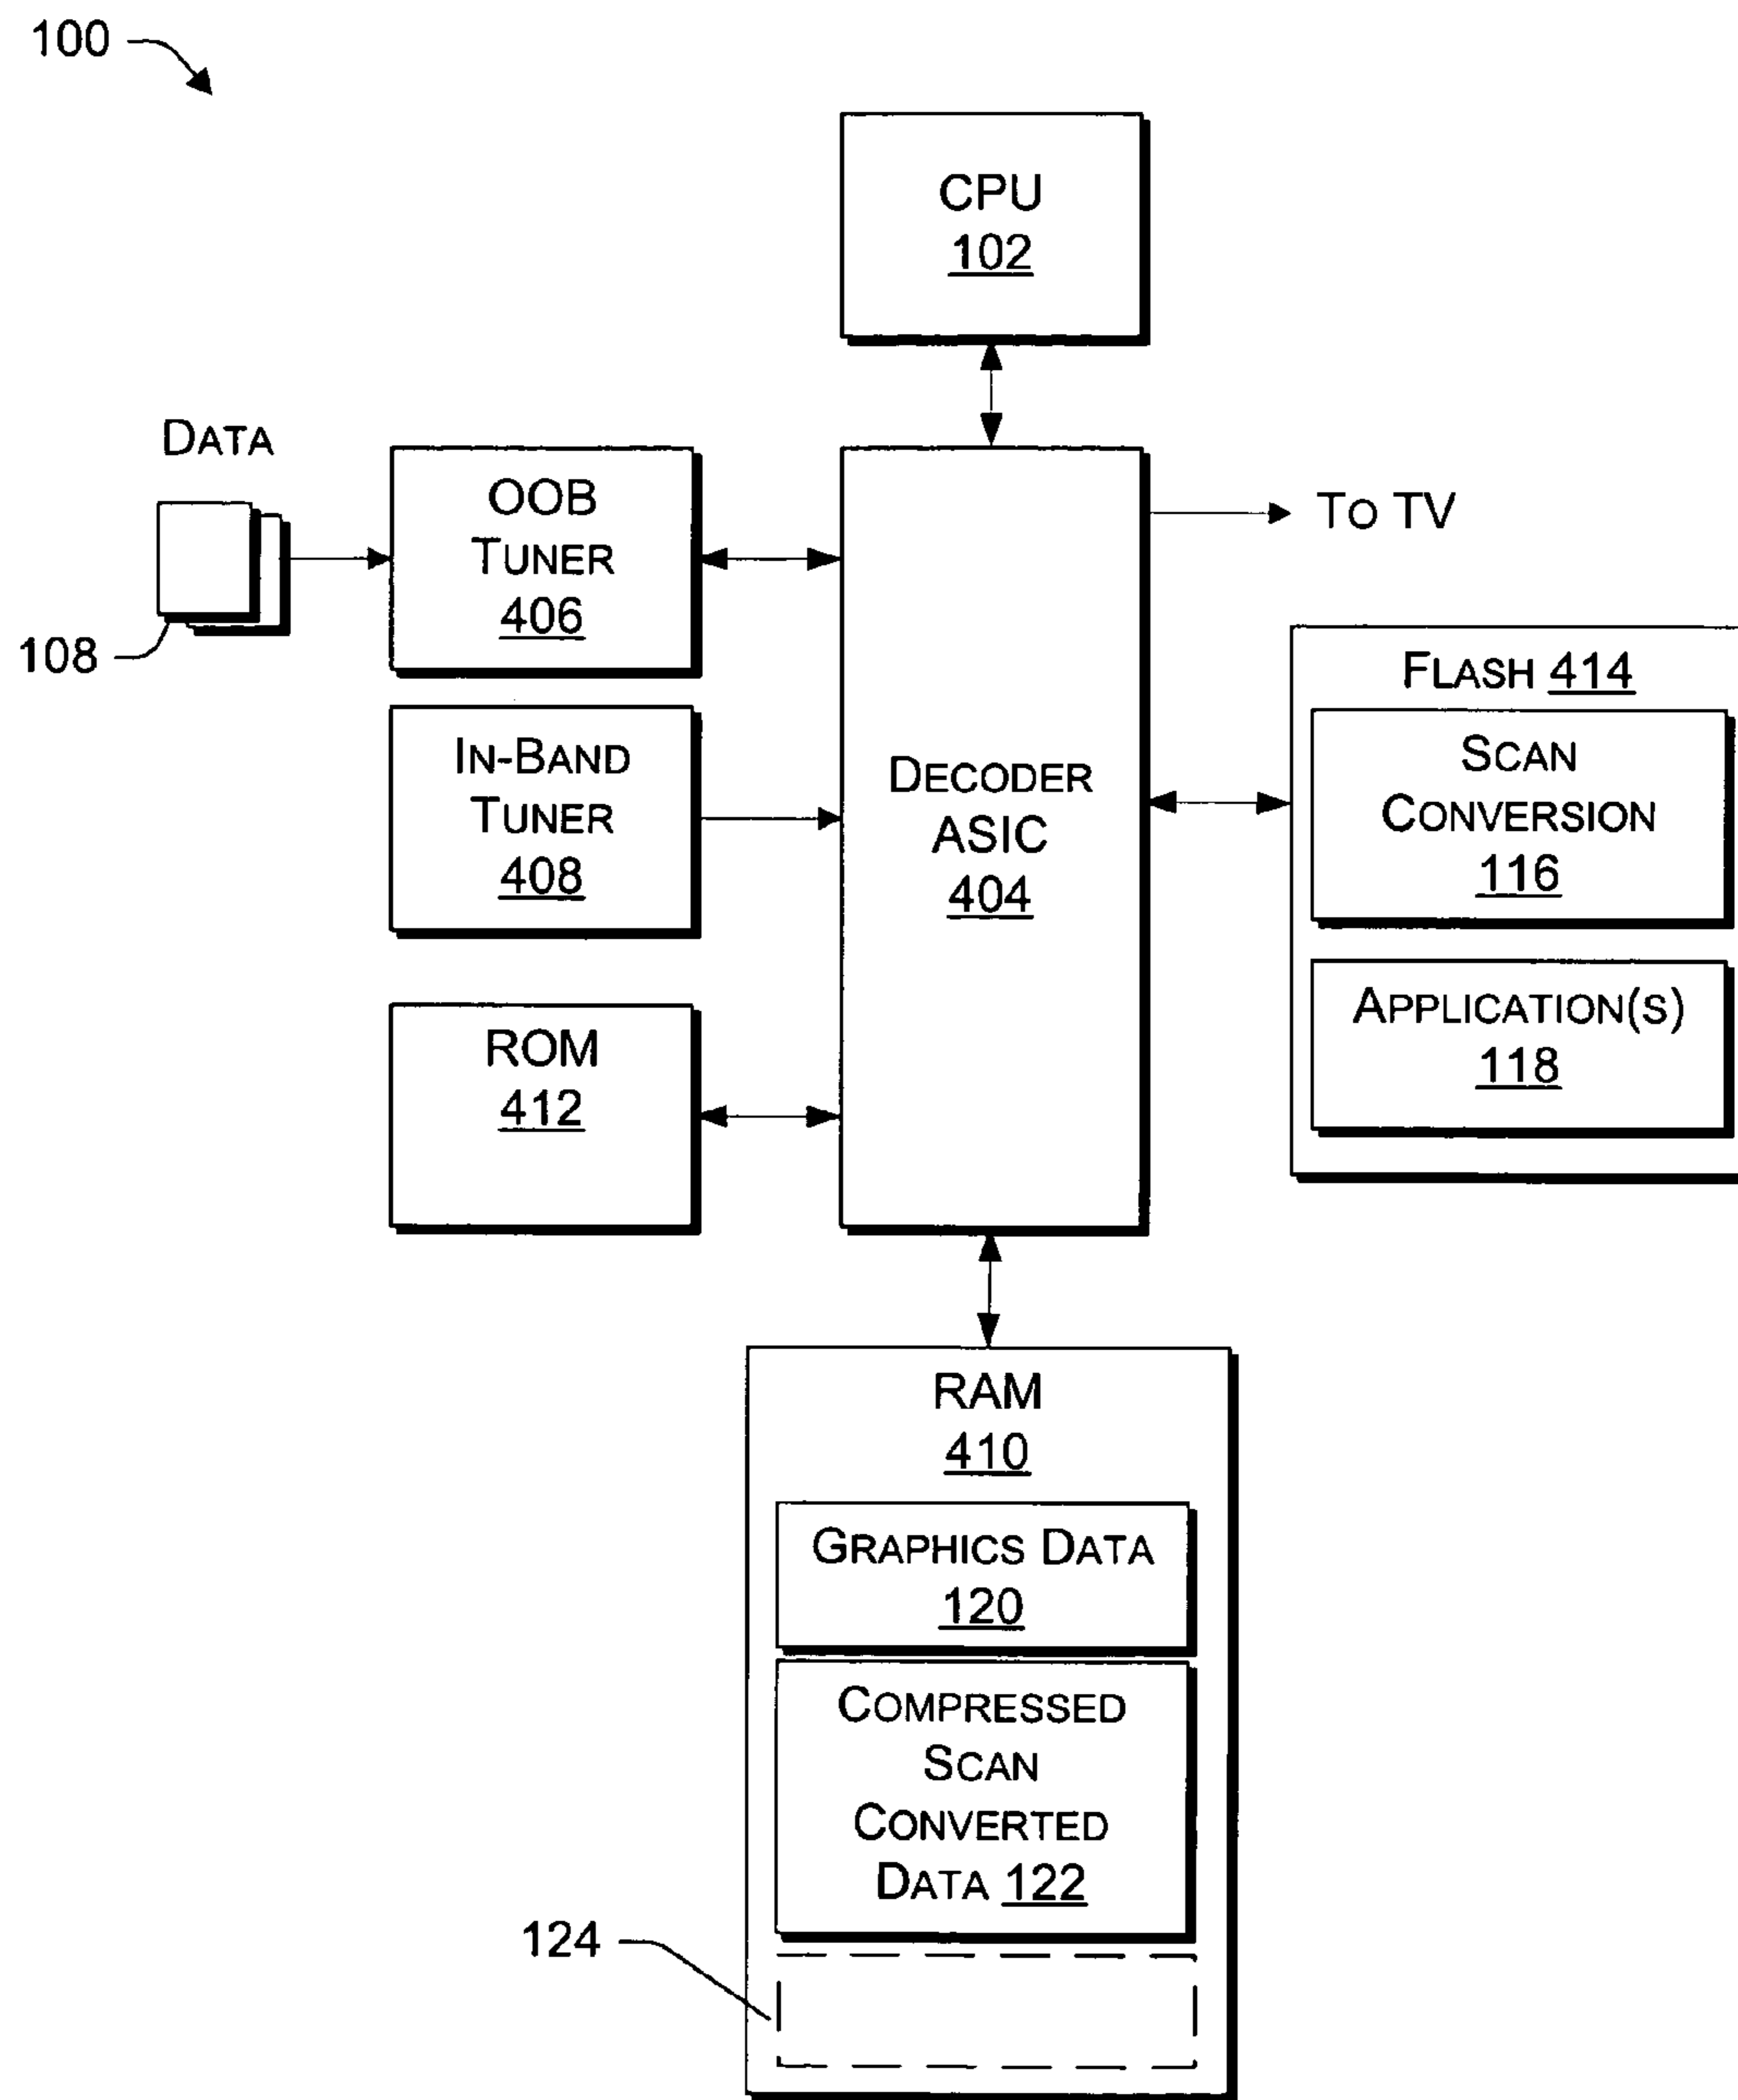 100
CPU
102
DATA
108
OOB
TUNER
406
IN-BAND
TUNER
408
ROM
412
DECODER
ASIC
404
TO TV
FLASH 414
SCAN
CONVERSION
116
APPLICATION(S)
118
RAM
410
GRAPHICS DATA
120
COMPRESSED
SCAN
CONVERTED
DATA 122
124